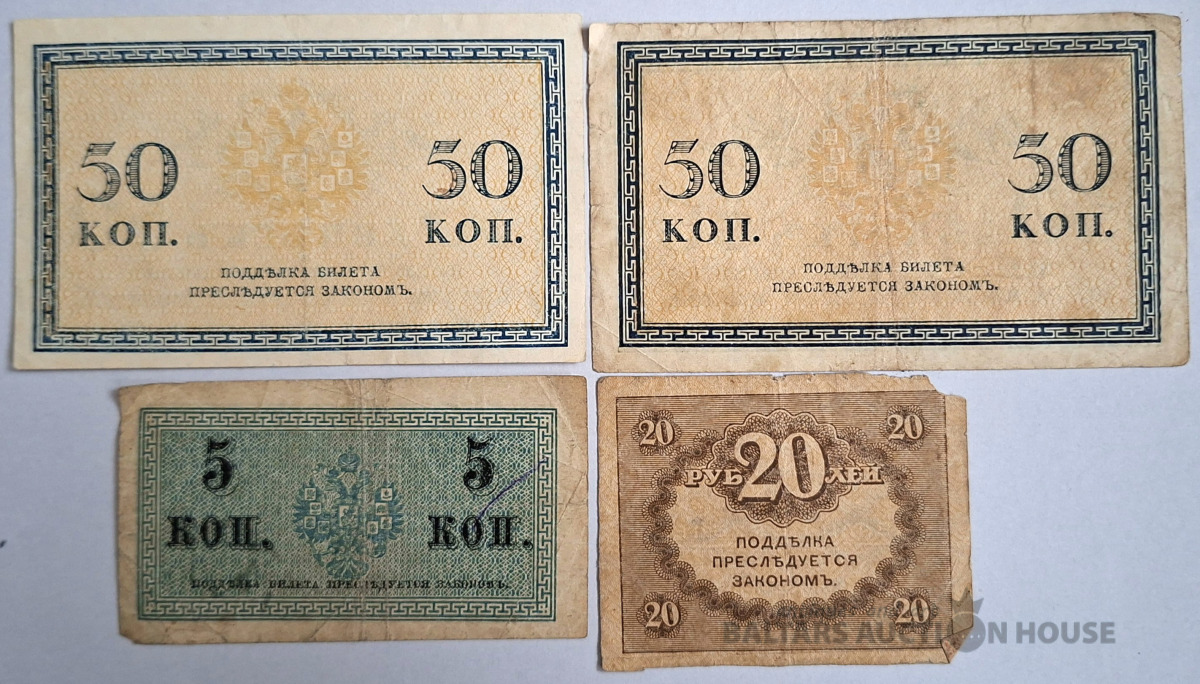 50 50
КОП. КОП.
ПОДДѢЛКА БИЛЕТА
ПРЕСЛѢДУЕТСЯ ЗАКОНОМЪ.
50 50
КОП. КОП.
ПОДДѢЛКА БИЛЕТА
ПРЕСЛѢДУЕТСЯ ЗАКОНОМЪ.
5 5
КОП. КОП.
ПОДДѢЛКА БИЛЕТА ПРЕСЛѢДУЕТСЯ ЗАКОНОМЪ.
20 20
РУБ 20 ЛЕЙ
ПОДДѢЛКА
ПРЕСЛѢДУЕТСЯ
ЗАКОНОМЪ.
20 20
BALTARS AUCTION HOUSE